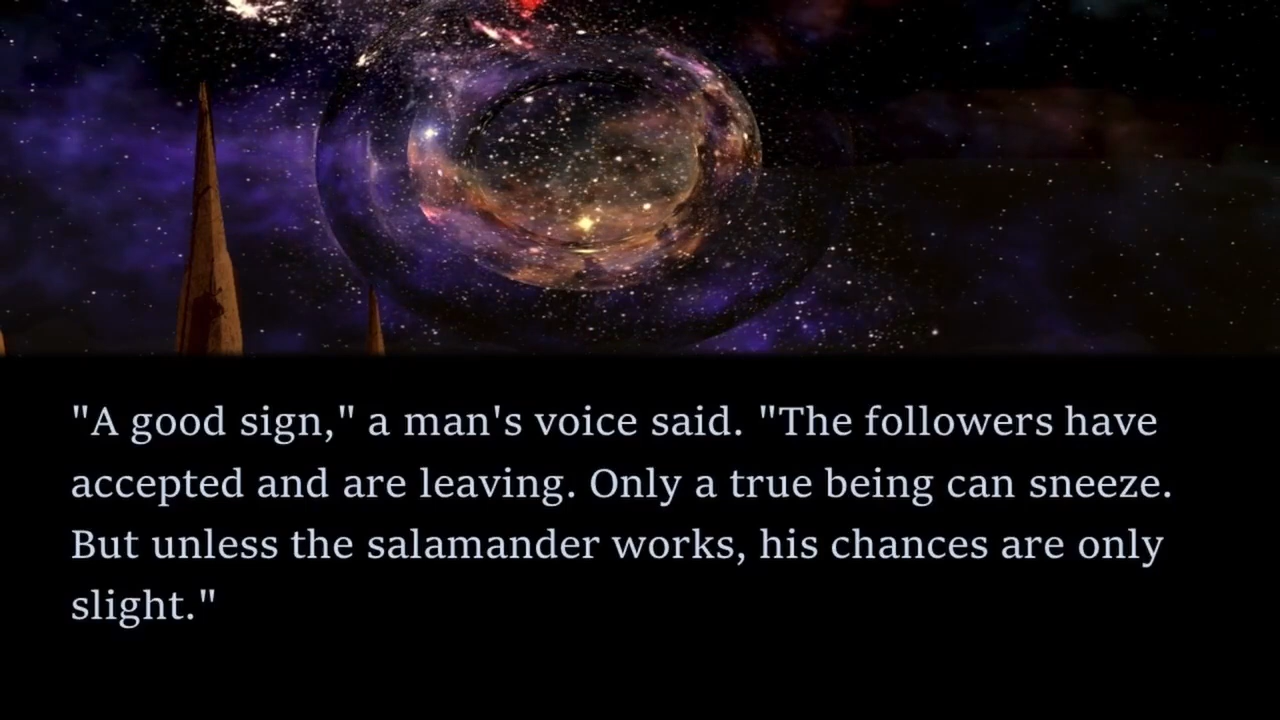 "A good sign," a man's voice said. "The followers have
accepted and are leaving. Only a true being can sneeze.
But unless the salamander works, his chances are only
slight."